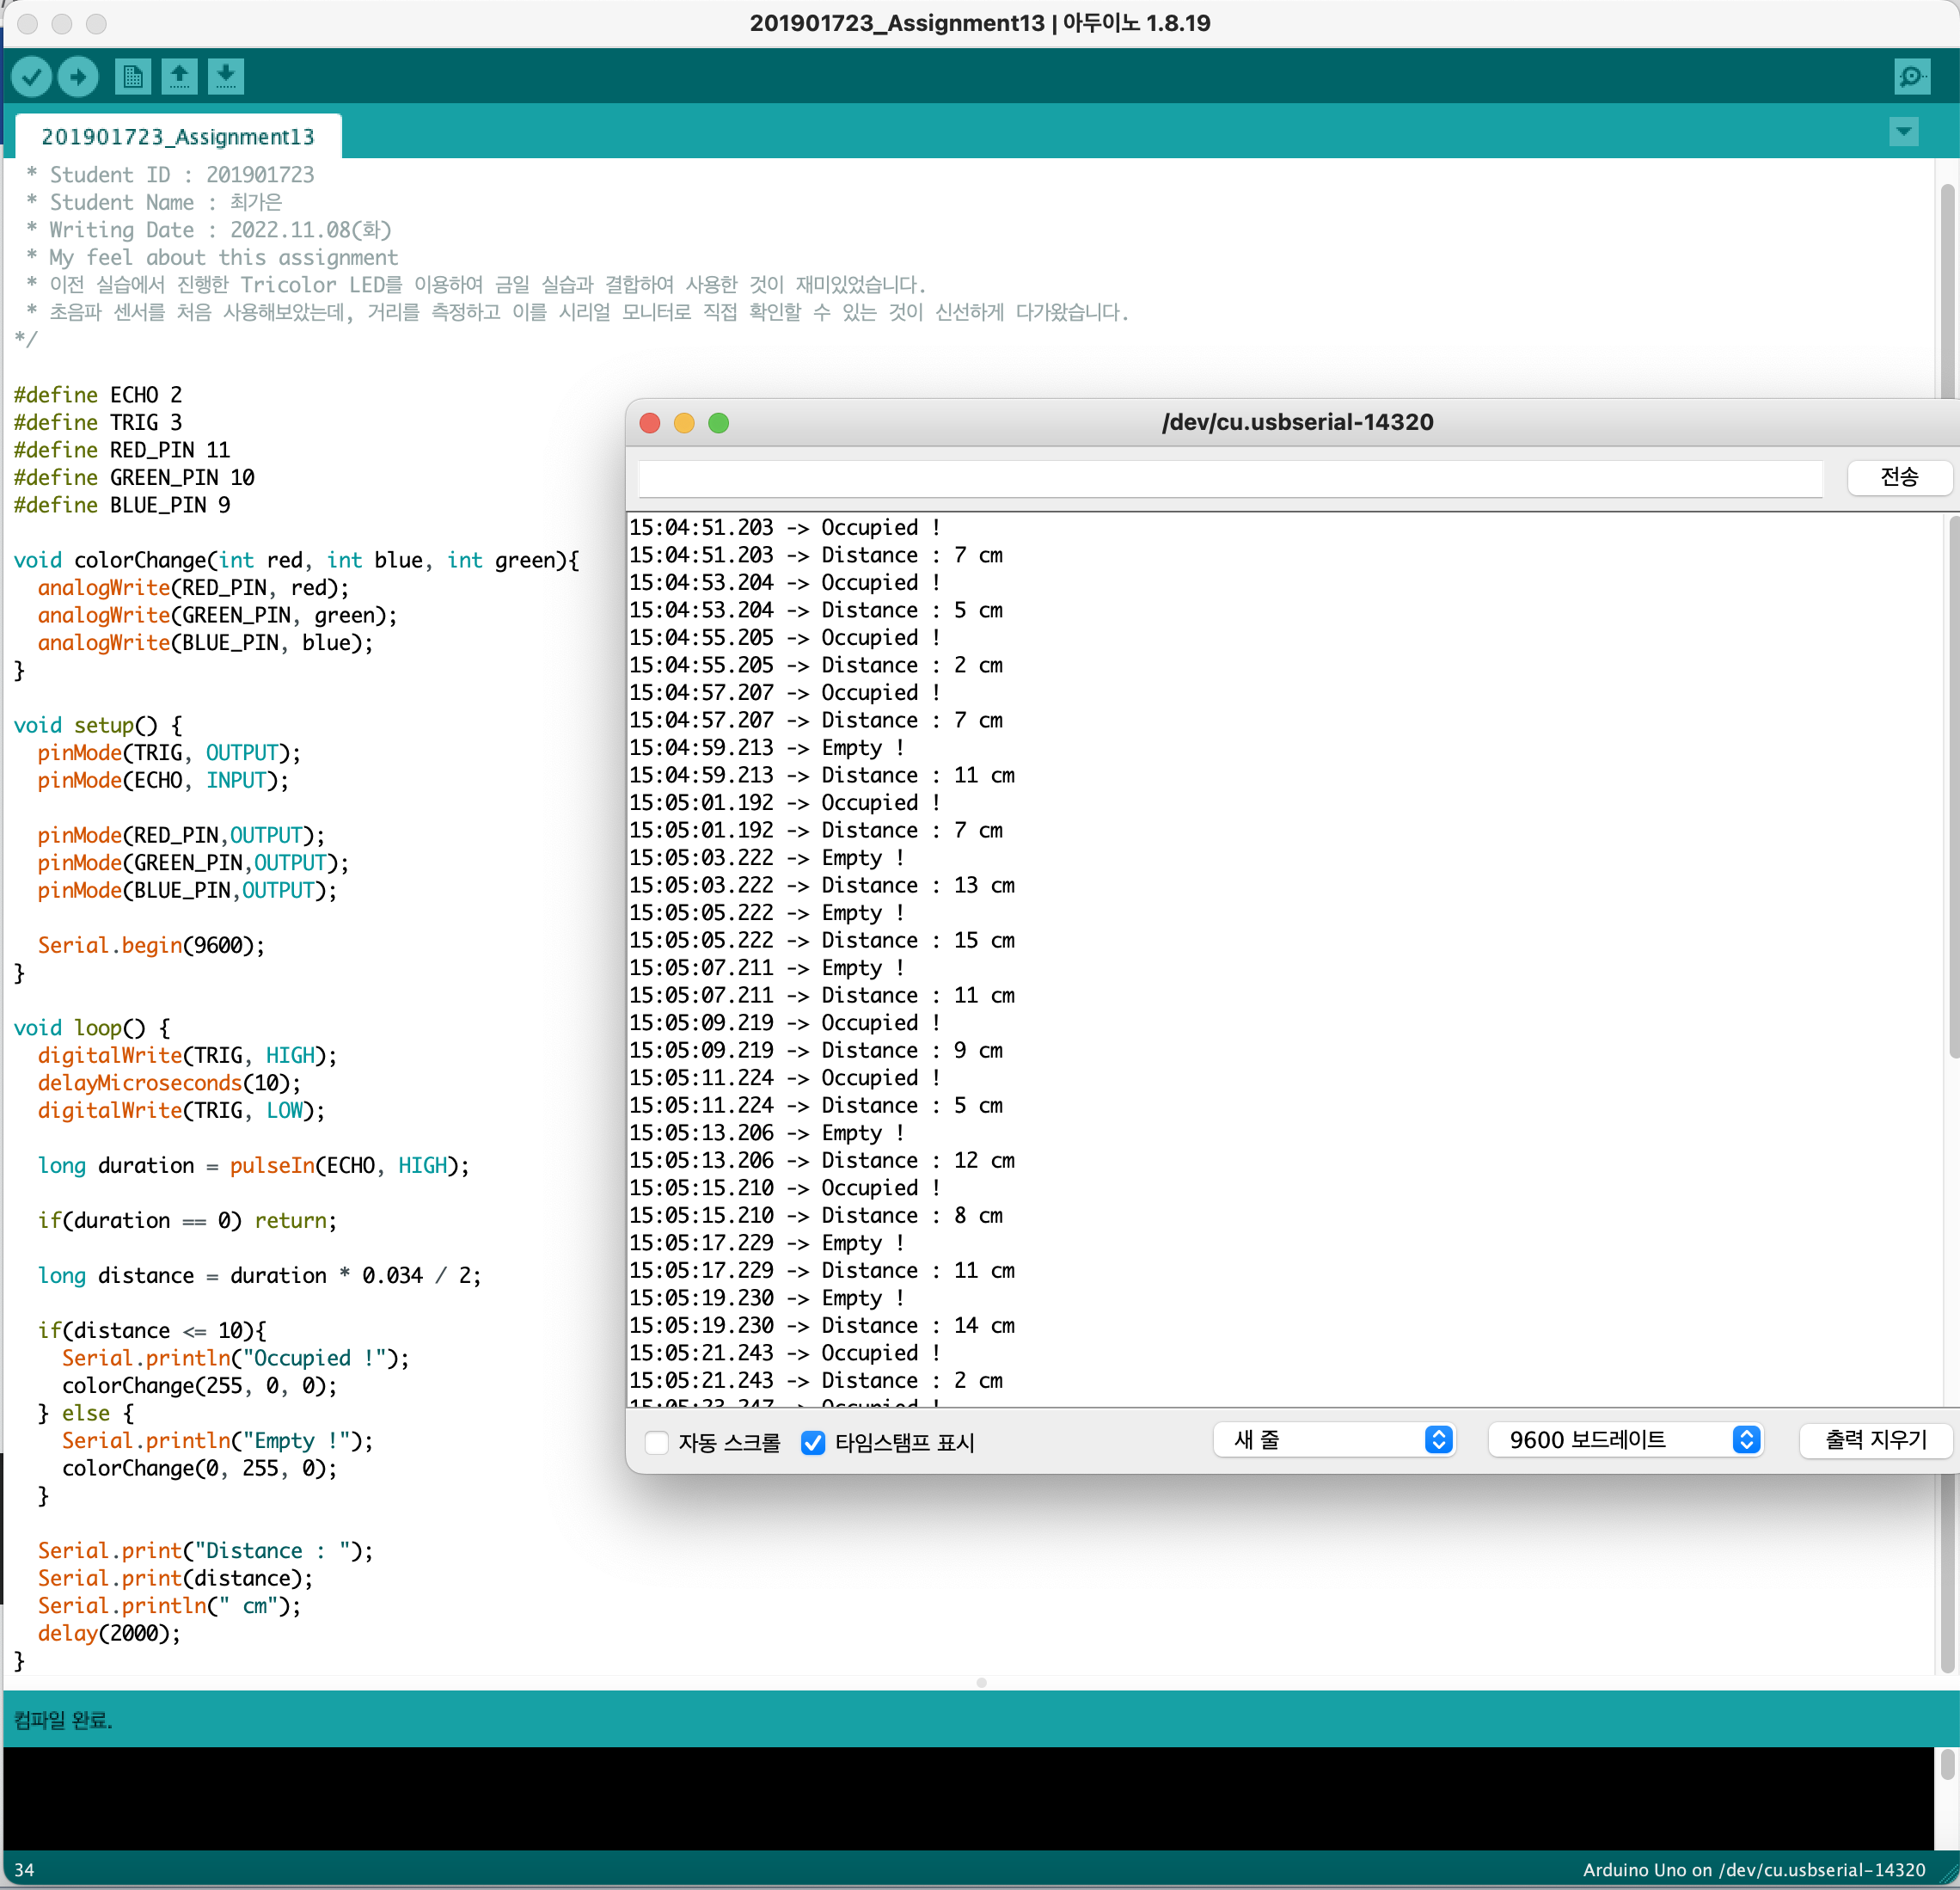 201901723_Assignment13 | 아두이노 1.8.19
201901723_Assignment13
* Student ID : 201901723
* Student Name : 최가은
* Writing Date : 2022.11.08(화)
* My feel about this assignment
* 이전 실습에서 진행한 Tricolor LED를 이용하여 금일 실습과 결합하여 사용한 것이 재미있었습니다.
* 초음파 센서를 처음 사용해보았는데, 거리를 측정하고 이를 시리얼 모니터로 직접 확인할 수 있는 것이 신선하게 다가왔습니다.
*/
#define ECHO 2
#define TRIG 3
#define RED_PIN 11
#define GREEN_PIN 10
#define BLUE_PIN 9
void colorChange(int red, int blue, int green){
analogWrite(RED_PIN, red);
analogWrite(GREEN_PIN, green);
analogWrite(BLUE_PIN, blue);
}
void setup() {
pinMode(TRIG, OUTPUT);
pinMode(ECHO, INPUT);
pinMode(RED_PIN,OUTPUT);
pinMode(GREEN_PIN,OUTPUT);
pinMode(BLUE_PIN,OUTPUT);
Serial.begin(9600);
}
void loop() {
digitalWrite(TRIG, HIGH);
delayMicroseconds(10);
digitalWrite(TRIG, LOW);
long duration = pulseIn(ECHO, HIGH);
if(duration == 0) return;
long distance = duration * 0.034 / 2;
if(distance <= 10){
Serial.println("Occupied !");
colorChange(255, 0, 0);
} else {
Serial.println("Empty !");
colorChange(0, 255, 0);
}
Serial.print("Distance : ");
Serial.print(distance);
Serial.println(" cm");
delay(2000);
}
/dev/cu.usbserial-14320
전송
15:04:51.203 -> Occupied !
15:04:51.203 -> Distance : 7 cm
15:04:53.204 -> Occupied !
15:04:53.204 -> Distance : 5 cm
15:04:55.205 -> Occupied !
15:04:55.205 -> Distance : 2 cm
15:04:57.207 -> Occupied !
15:04:57.207 -> Distance : 7 cm
15:04:59.213 -> Empty !
15:04:59.213 -> Distance : 11 cm
15:05:01.192 -> Occupied !
15:05:01.192 -> Distance : 7 cm
15:05:03.222 -> Empty !
15:05:03.222 -> Distance : 13 cm
15:05:05.222 -> Empty !
15:05:05.222 -> Distance : 15 cm
15:05:07.211 -> Empty !
15:05:07.211 -> Distance : 11 cm
15:05:09.219 -> Occupied !
15:05:09.219 -> Distance : 9 cm
15:05:11.224 -> Occupied !
15:05:11.224 -> Distance : 5 cm
15:05:13.206 -> Empty !
15:05:13.206 -> Distance : 12 cm
15:05:15.210 -> Occupied !
15:05:15.210 -> Distance : 8 cm
15:05:17.229 -> Empty !
15:05:17.229 -> Distance : 11 cm
15:05:19.230 -> Empty !
15:05:19.230 -> Distance : 14 cm
15:05:21.243 -> Occupied !
15:05:21.243 -> Distance : 2 cm
15:05:23.247 -> Occupied !
자동 스크롤 타임스탬프 표시 새 줄 9600 보드레이트 출력 지우기
컴파일 완료.
34 Arduino Uno on /dev/cu.usbserial-14320